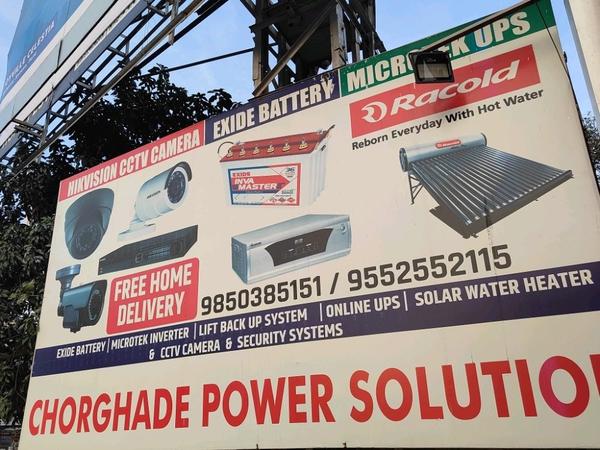 HIKVISION CCTV CAMERA
EXIDE BATTERY
UPS
Racold
Reborn Everyday With Hot Water
EXIDE
INVA
MASTER
36
FREE HOME
DELIVERY
9850385151 / 9552552115
EXIDE BATTERY | MICROTEK INVERTER | LIFT BACK UP SYSTEM | ONLINE UPS | SOLAR WATER HEATER
& CCTV CAMERA & SECURITY SYSTEMS
CHORGHADE POWER SOLUTIO